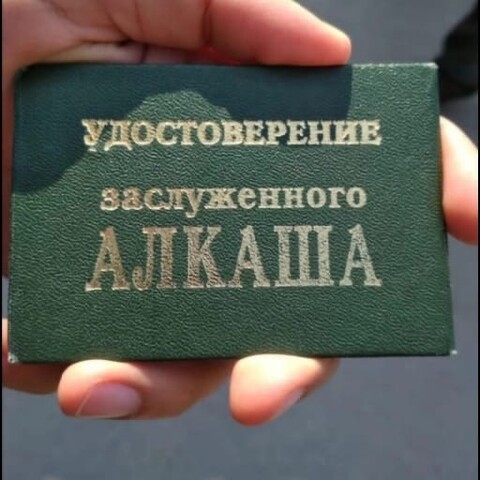 УДОСТОВЕРЕНИЕ
заслуженного
АЛКАША